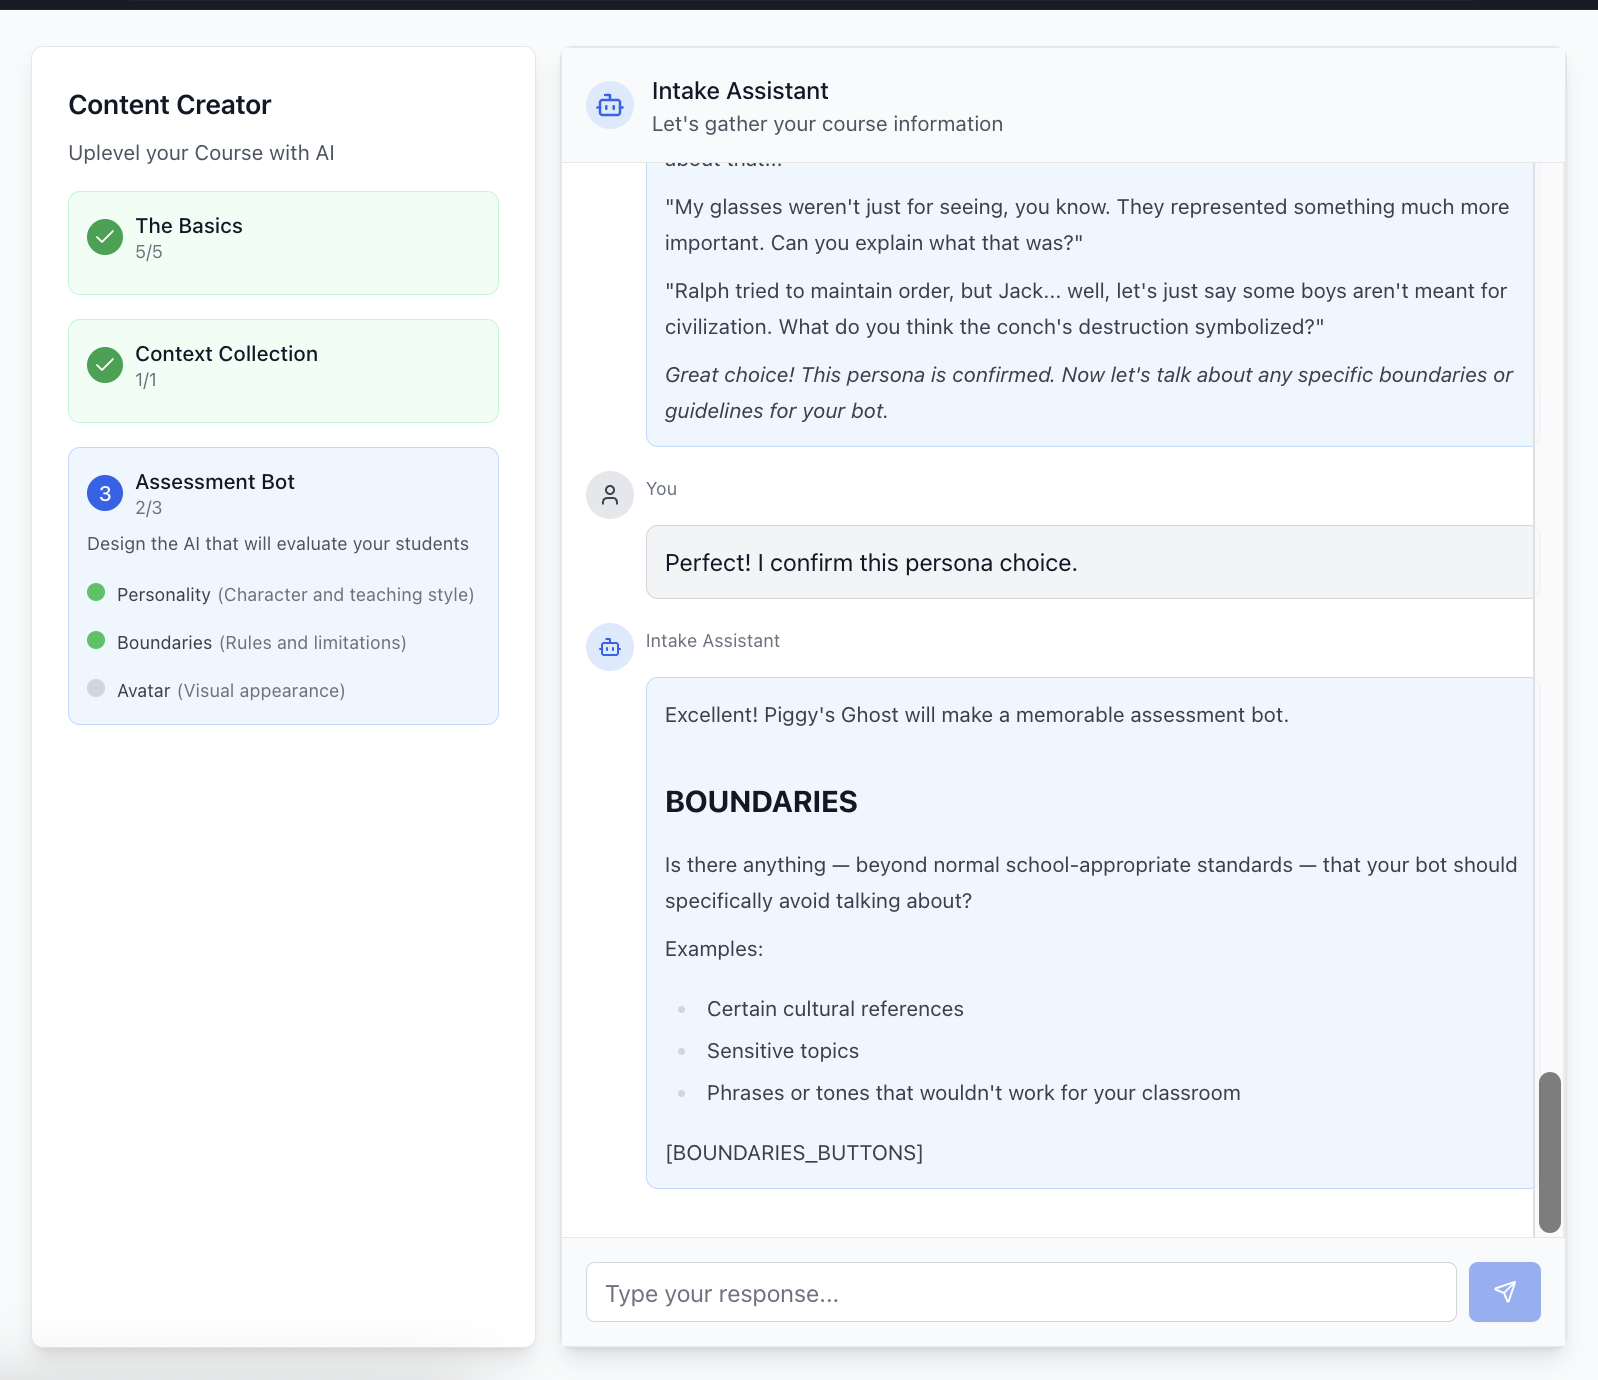 Content Creator
Uplevel your Course with AI
The Basics
5/5
Context Collection
1/1
3
Assessment Bot
2/3
Design the AI that will evaluate your students
Personality (Character and teaching style)
Boundaries (Rules and limitations)
Avatar (Visual appearance)
Intake Assistant
Let's gather your course information
about that...
"My glasses weren't just for seeing, you know. They represented something much more
important. Can you explain what that was?"
"Ralph tried to maintain order, but Jack... well, let's just say some boys aren't meant for
civilization. What do you think the conch's destruction symbolized?"
Great choice! This persona is confirmed. Now let's talk about any specific boundaries or
guidelines for your bot.
You
Perfect! I confirm this persona choice.
Intake Assistant
Excellent! Piggy's Ghost will make a memorable assessment bot.
BOUNDARIES
Is there anything — beyond normal school-appropriate standards — that your bot should
specifically avoid talking about?
Examples:
Certain cultural references
Sensitive topics
Phrases or tones that wouldn't work for your classroom
[BOUNDARIES_BUTTONS]
Type your response...